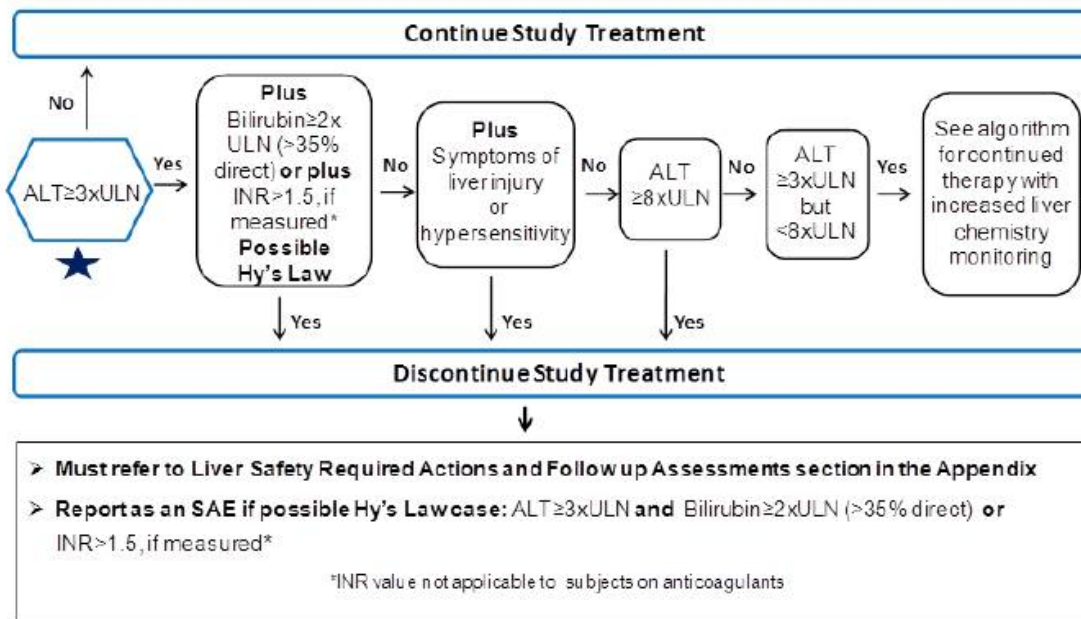 Continue Study Treatment
No
ALT≥3xULN
Yes
Plus
Bilirubin≥2x
ULN (>35%
direct) or plus
INR>1.5, if
measured*
Possible
Hy's Law
No
Yes
Plus
Symptoms of
liver injury
or
hypersensitivity
No
Yes
ALT
≥8xULN
No
Yes
ALT
≥3xULN
but
<8xULN
Yes
See algorithm
for continued
therapy with
increased liver
chemistry
monitoring
Discontinue Study Treatment
➢ Must refer to Liver Safety Required Actions and Follow up Assessments section in the Appendix
➢ Report as an SAE if possible Hy's Law case: ALT≥3xULN and Bilirubin≥2xULN (>35% direct) or
INR>1.5, if measured*
*INR value not applicable to subjects on anticoagulants